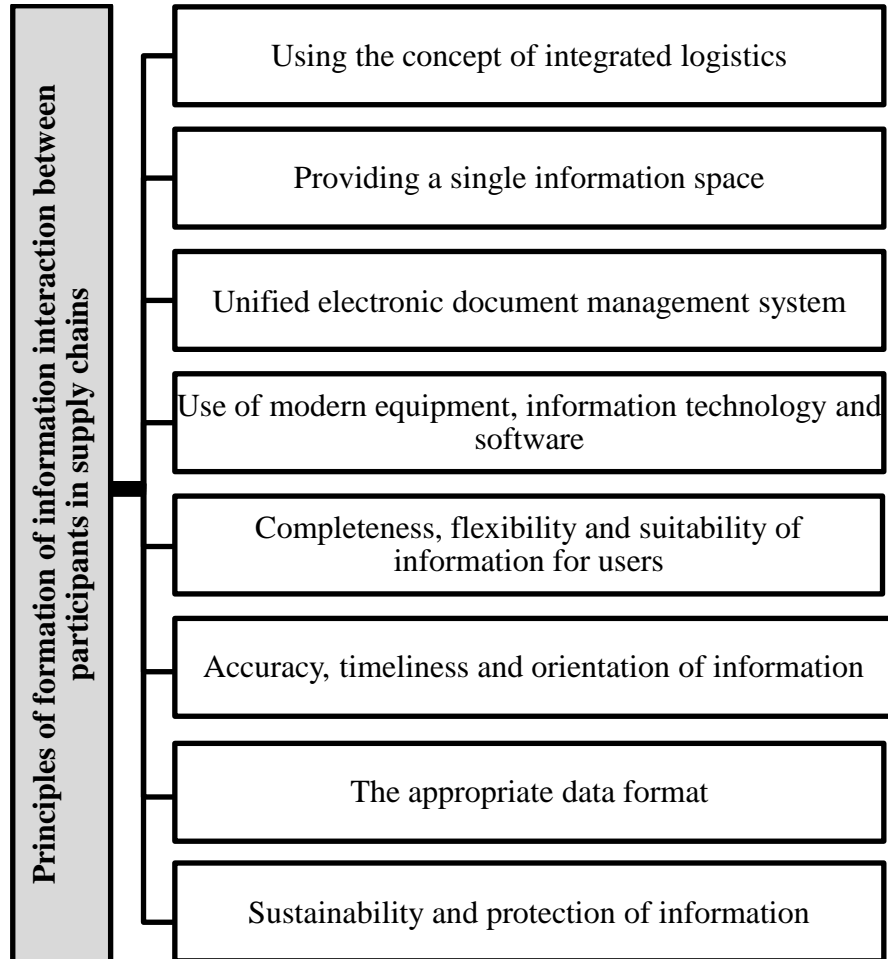 Principles of formation of information interaction between
participants in supply chains
Using the concept of integrated logistics
Providing a single information space
Unified electronic document management system
Use of modern equipment, information technology and
software
Completeness, flexibility and suitability of
information for users
Accuracy, timeliness and orientation of information
The appropriate data format
Sustainability and protection of information